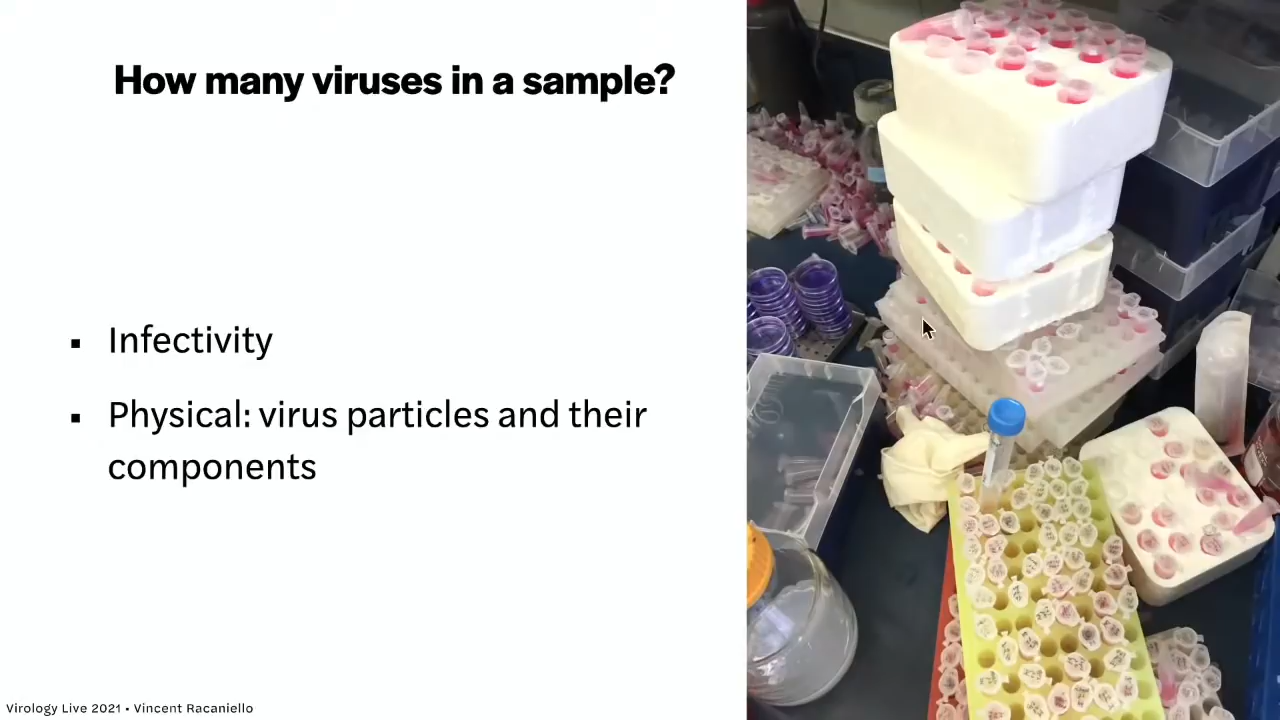 How many viruses in a sample?
▪ Infectivity
▪ Physical: virus particles and their
components
Virology Live 2021 • Vincent Racaniello